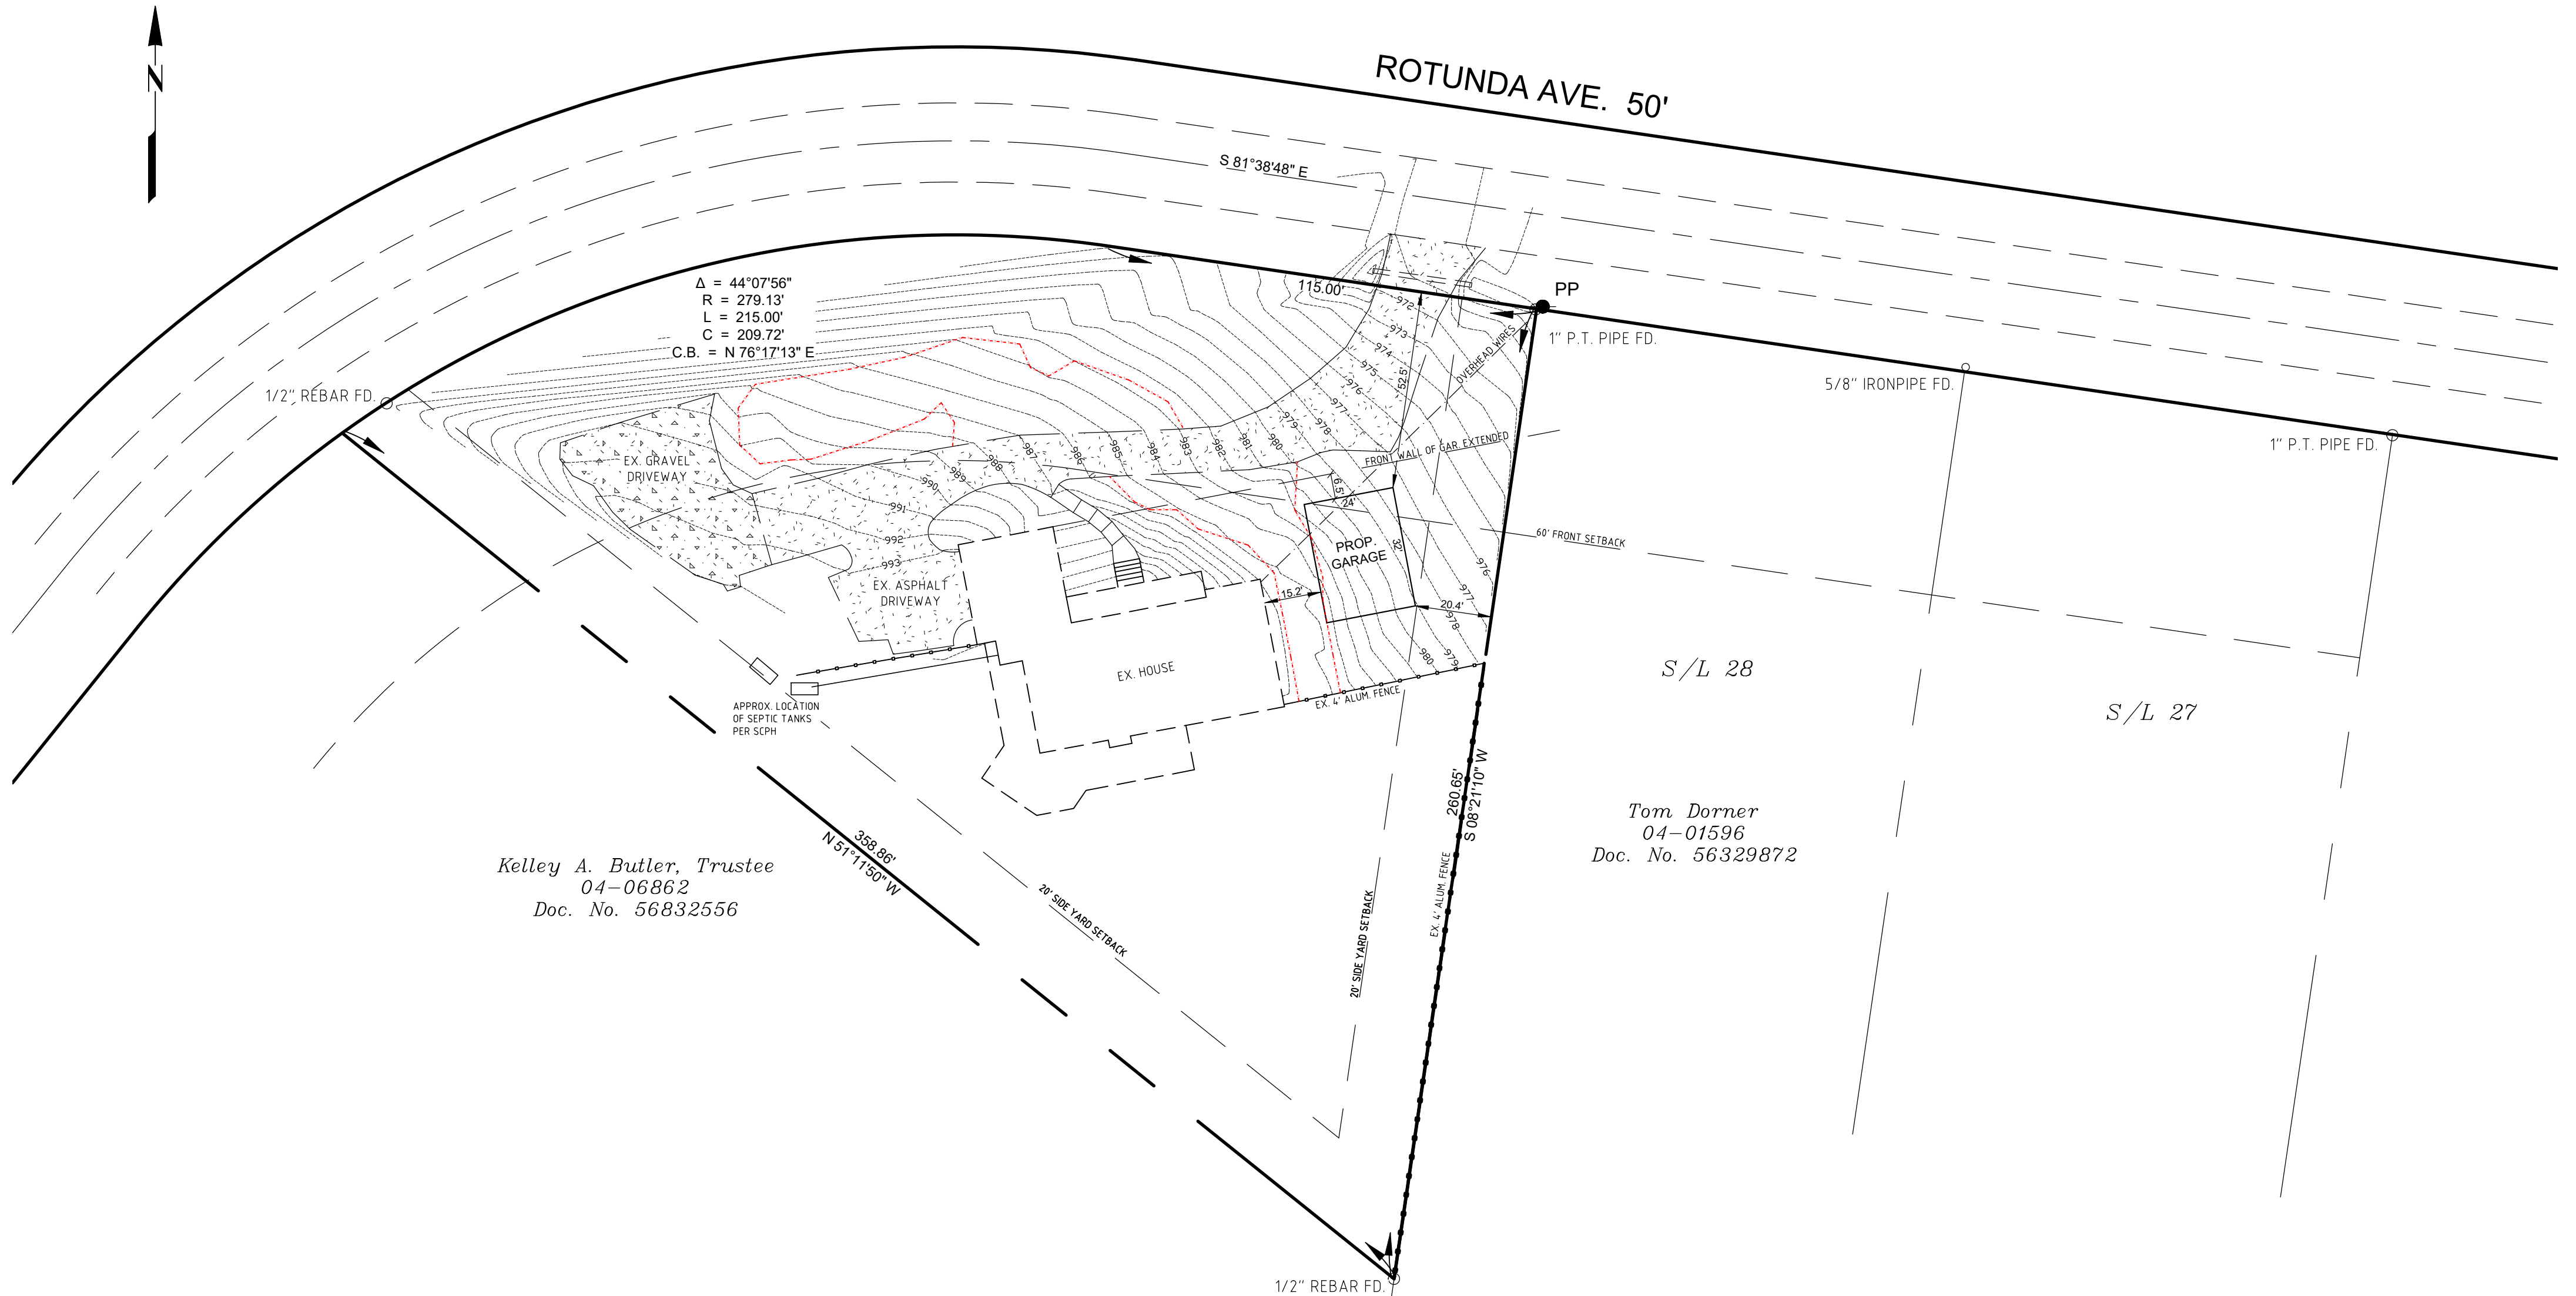 N
ROTUNDA AVE. 50'
S 81°38'48" E
Δ = 44°07'56"
R = 279.13'
L = 215.00'
C = 209.72'
C.B. = N 76°17'13" E
115.00'
PP
1" P.T. PIPE FD.
1/2" REBAR FD.
5/8" IRONPIPE FD.
1" P.T. PIPE FD.
OVERHEAD WIRES
52.5'
972
973
974
975
976
977
978
979
980
981
982
983
984
985
986
987
988
989
990
991
992
993
FRONT WALL OF GAR. EXTENDED
EX. GRAVEL
DRIVEWAY
6.5'
24'
32'
PROP.
GARAGE
60' FRONT SETBACK
EX. ASPHALT
DRIVEWAY
15.2'
20.4'
976
977
978
979
980
EX. HOUSE
EX. 4' ALUM. FENCE
APPROX. LOCATION
OF SEPTIC TANKS
PER SCPH
S/L 28
S/L 27
260.65'
S 08°21'10" W
EX. 4' ALUM. FENCE
Tom Dorner
04-01596
Doc. No. 56329872
358.86'
N 51°11'50" W
Kelley A. Butler, Trustee
04-06862
Doc. No. 56832556
20' SIDE YARD SETBACK
20' SIDE YARD SETBACK
1/2" REBAR FD.